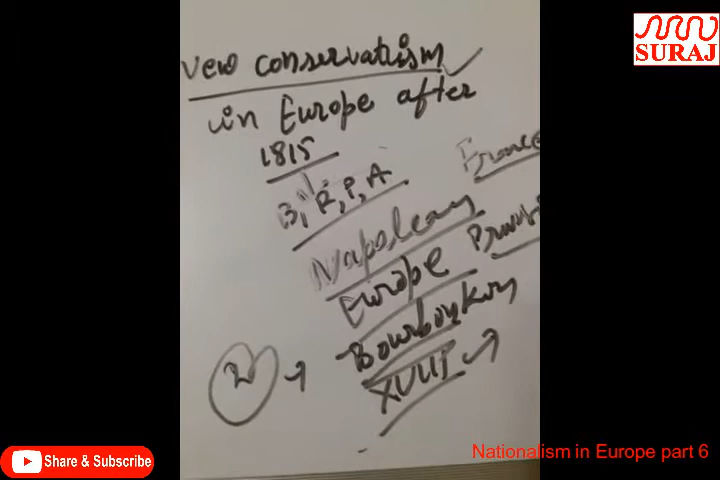 New conservatism
in Europe after
1815
B, R, P, A
France
Napoleon
Europe
Bourbon
XVIII
SURAJ
Share & Subscribe
Nationalism in Europe part 6